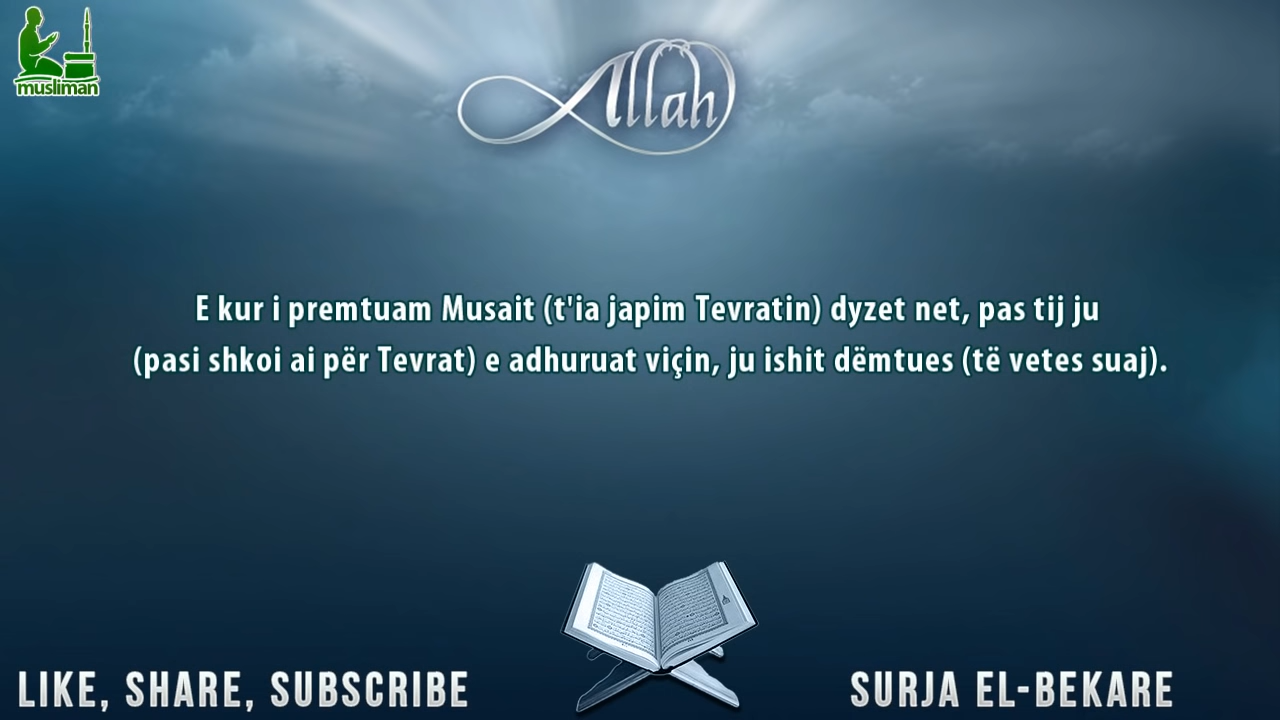 musliman
Allah
E kur i premtuam Musait (t'ia japim Tevratin) dyzet net, pas tij ju
(pasi shkoi ai për Tevrat) e adhuruat viçin, ju ishit dëmtues (të vetes suaj).
LIKE, SHARE, SUBSCRIBE
SURJA EL-BEKARE